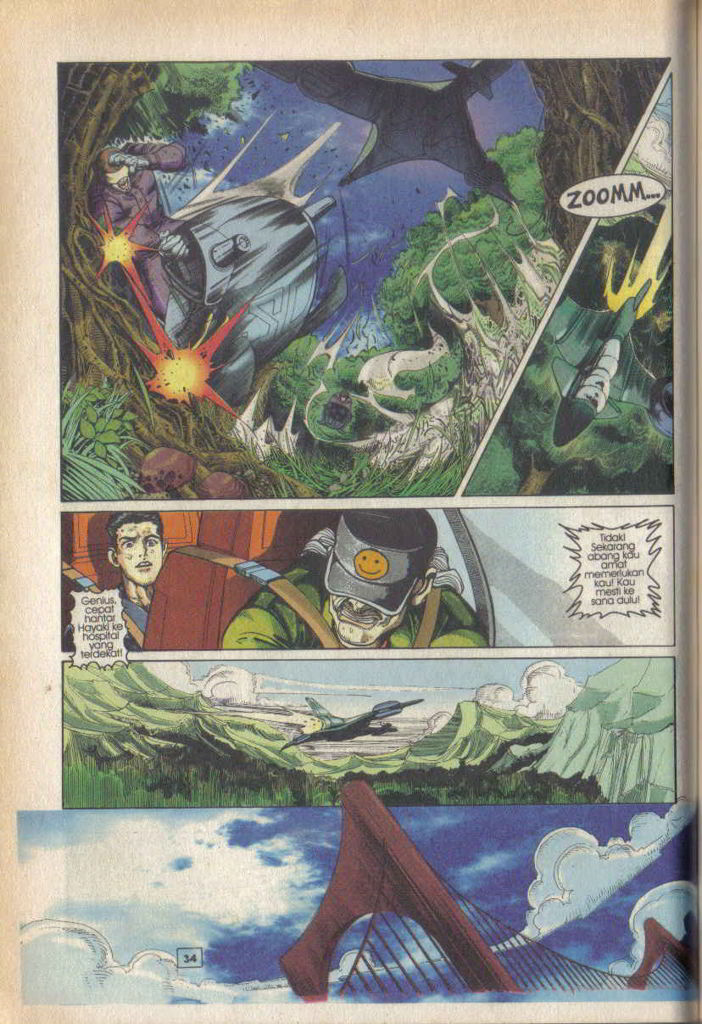 ZOOMM...
Genius,
cepat
hantar
Hayaki ke
hospital
yang
terdekat!
Tidak!
Sekarang
abang kau
amat
memerlukan
kau! Kau
mesti ke
sana dulu!
34